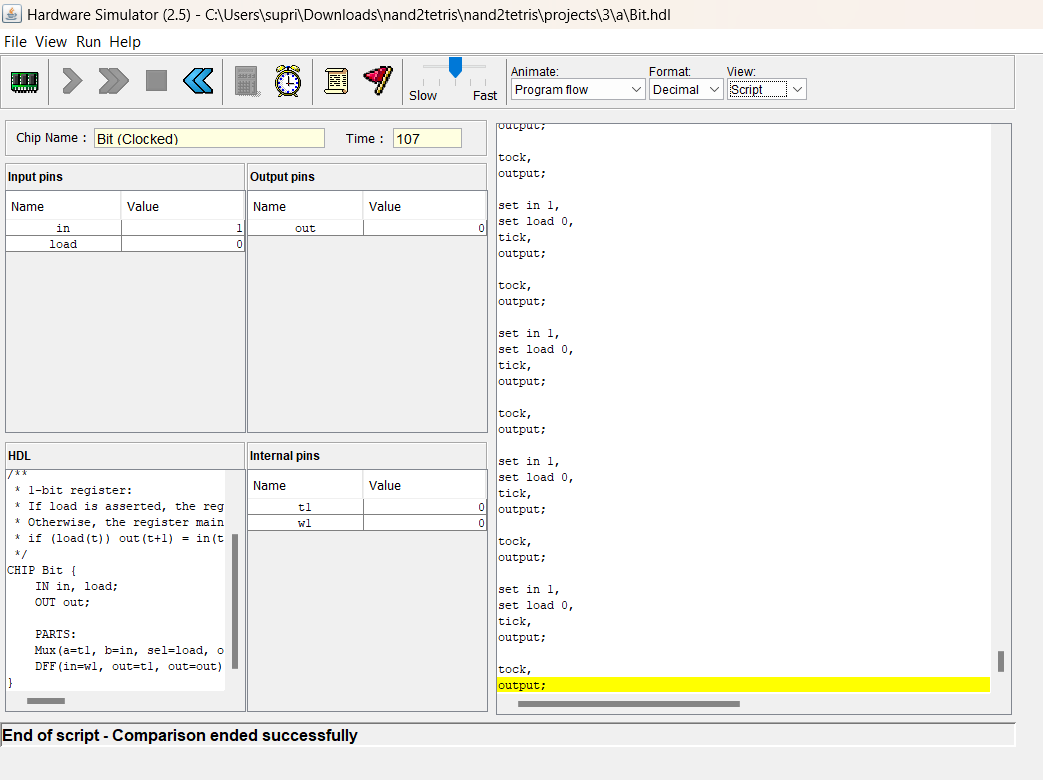 Hardware Simulator (2.5) - C:\Users\supri\Downloads\nand2tetris\nand2tetris\projects\3\a\Bit.hdl
File View Run Help
Slow Fast
Animate: Format: View:
Program flow Decimal Script
Chip Name : Bit (Clocked) Time : 107
Input pins
Name Value
in 1
load 0
Output pins
Name Value
out 0
HDL
/**
* 1-bit register:
* If load is asserted, the reg
* Otherwise, the register main
* if (load(t)) out(t+1) = in(t
*/
CHIP Bit {
IN in, load;
OUT out;
PARTS:
Mux(a=t1, b=in, sel=load, o
DFF(in=w1, out=t1, out=out)
}
Internal pins
Name Value
t1 0
w1 0
output;
tock,
output;
set in 1,
set load 0,
tick,
output;
tock,
output;
set in 1,
set load 0,
tick,
output;
tock,
output;
set in 1,
set load 0,
tick,
output;
tock,
output;
set in 1,
set load 0,
tick,
output;
tock,
output;
End of script - Comparison ended successfully